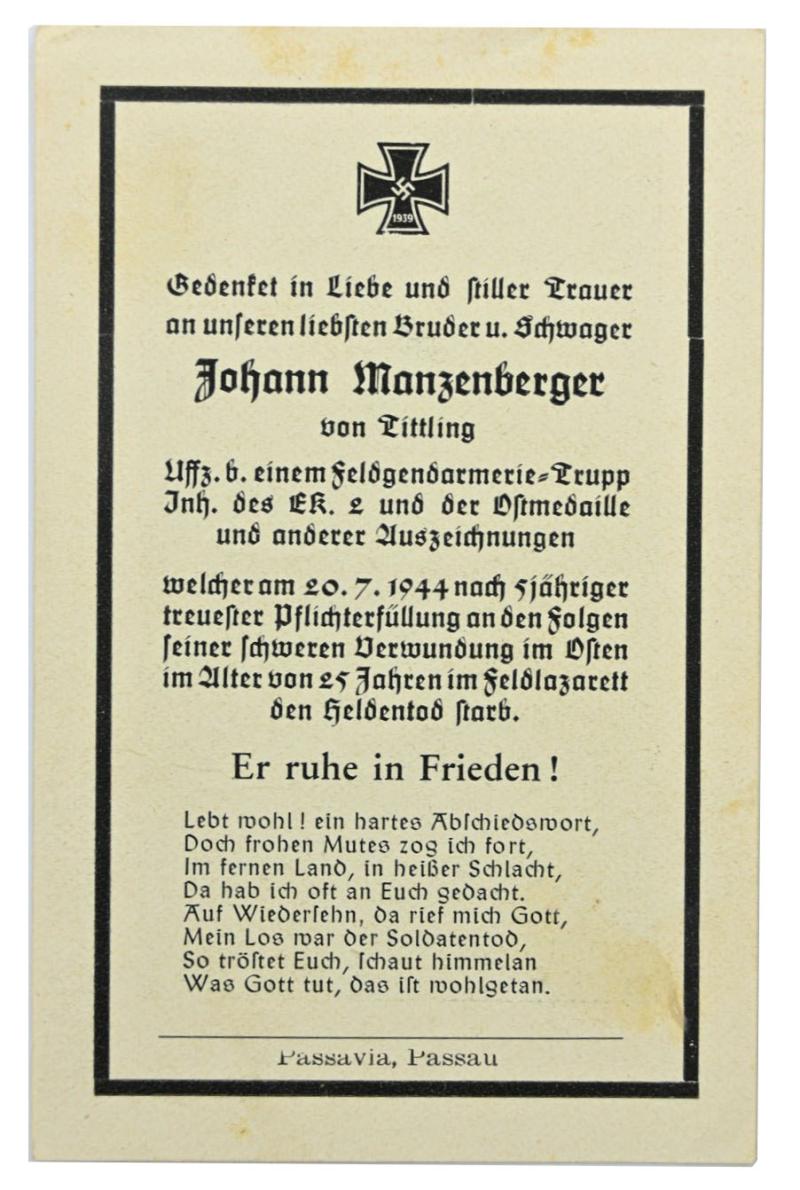 1939
Gedenket in Liebe und stiller Trauer
an unseren liebsten Bruder u. Schwager
Johann Manzenberger
von Tittling
Uffz. b. einem Feldgendarmerie-Trupp
Inh. des EK. 2 und der Ostmedaille
und anderer Auszeichnungen
welcher am 20. 7. 1944 nach 5jähriger
treuester Pflichterfüllung an den Folgen
seiner schweren Verwundung im Osten
im Alter von 25 Jahren im Feldlazarett
den Heldentod starb.
Er ruhe in Frieden !
Lebt wohl ! ein hartes Abschiedswort,
Doch frohen Mutes zog ich fort,
Im fernen Land, in heißer Schlacht,
Da hab ich oft an Euch gedacht.
Auf Wiedersehn, da rief mich Gott,
Mein Los war der Soldatentod,
So tröstet Euch, schaut himmelan
Was Gott tut, das ist wohlgetan.
Passavia, Passau